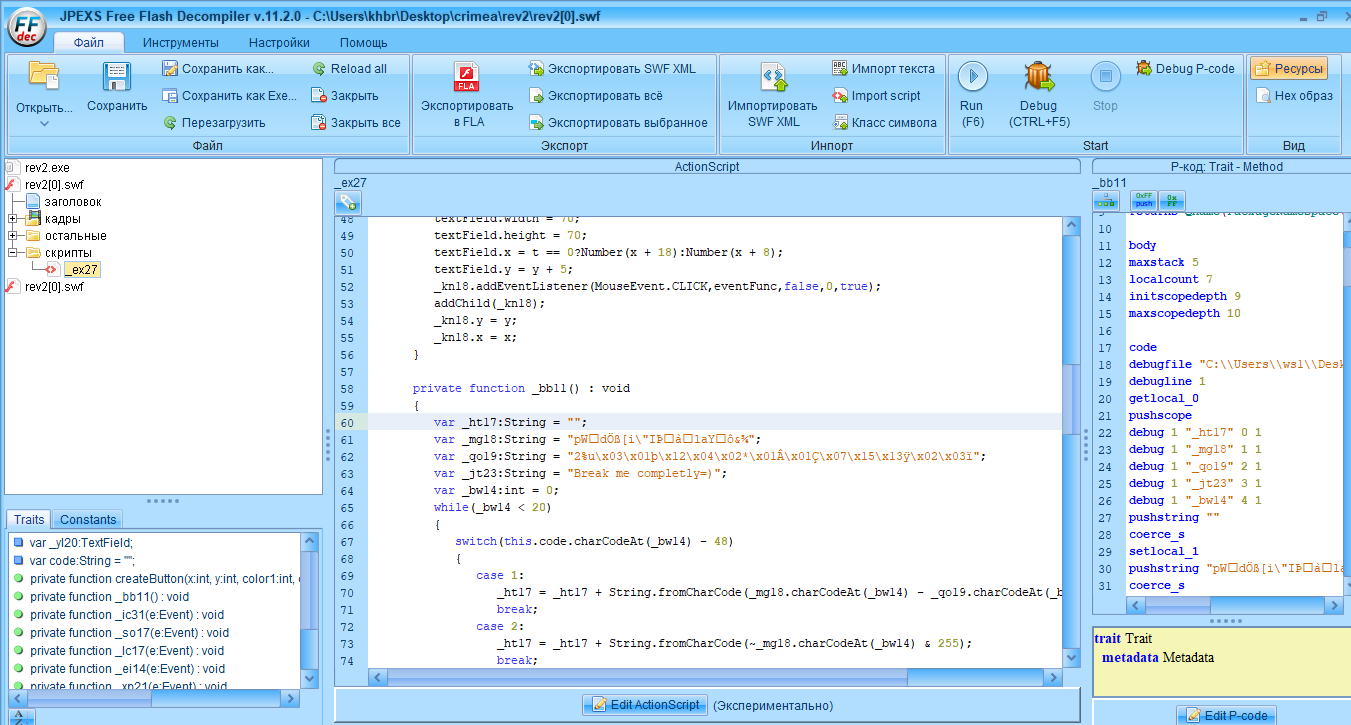 JPEXS Free Flash Decompiler v.11.2.0 - C:\Users\khbr\Desktop\crimea\rev2\rev2[0].swf
FF dec
Файл Инструменты Настройки Помощь
Открыть... Сохранить Сохранить как... Сохранить как Exe... Перезагрузить Reload all Закрыть Закрыть все
Файл
FLA Экспортировать в FLA Экспортировать SWF XML Экспортировать всё Экспортировать выбранное
Экспорт
Импортировать SWF XML Импорт текста Import script Класс символа
Импорт
Run (F6) Debug (CTRL+F5) Stop Debug P-code
Start
Ресурсы Hex образ
Вид
rev2.exe
rev2[0].swf
заголовок
кадры
остальные
скрипты
_ex27
rev2[0].swf
Traits Constants
var _yl20:TextField;
var code:String = "";
private function createButton(x:int, y:int, color1:int,
private function _bb11() : void
private function _ic31(e:Event) : void
private function _so17(e:Event) : void
private function _lc17(e:Event) : void
private function _ei14(e:Event) : void
private function _xp21(e:Event) : void
ActionScript
_ex27
48 textField.width = 70;
49 textField.height = 70;
50 textField.x = t == 0?Number(x + 18):Number(x + 8);
51 textField.y = y + 5;
52 _kn18.addEventListener(MouseEvent.CLICK,eventFunc,false,0,true);
53 addChild(_kn18);
54 _kn18.y = y;
55 _kn18.x = x;
56 }
57
58 private function _bb11() : void
59 {
60 var _ht17:String = "";
61 var _mg18:String = "pW□dÖß[i\"IÞ□à□laY□ô&¾";
62 var _qo19:String = "2%u\x03\x01þ\x12\x04\x02*\x01Â\x01Ç\x07\x15\x13ÿ\x02\x03ï";
63 var _jt23:String = "Break me completly=)";
64 var _bw14:int = 0;
65 while(_bw14 < 20)
66 {
67 switch(this.code.charCodeAt(_bw14) - 48)
68 {
69 case 1:
70 _ht17 = _ht17 + String.fromCharCode(_mg18.charCodeAt(_bw14) - _qo19.charCodeAt(_b
71 break;
72 case 2:
73 _ht17 = _ht17 + String.fromCharCode(~_mg18.charCodeAt(_bw14) & 255);
74 break;
Edit ActionScript (Экспериментально)
P-код: Trait - Method
_bb11
0xFF push 0x FF
9 returns
10
11 body
12 maxstack 5
13 localcount 7
14 initscopedepth 9
15 maxscopedepth 10
16
17 code
18 debugfile "C:\\Users\\wsl\\Desk
19 debugline 1
20 getlocal_0
21 pushscope
22 debug 1 "_ht17" 0 1
23 debug 1 "_mg18" 1 1
24 debug 1 "_qo19" 2 1
25 debug 1 "_jt23" 3 1
26 debug 1 "_bw14" 4 1
27 pushstring ""
28 coerce_s
29 setlocal_1
30 pushstring "pW□dÖß[i\"IÞ□à□la
31 coerce_s
trait Trait
metadata Metadata
Edit P-code